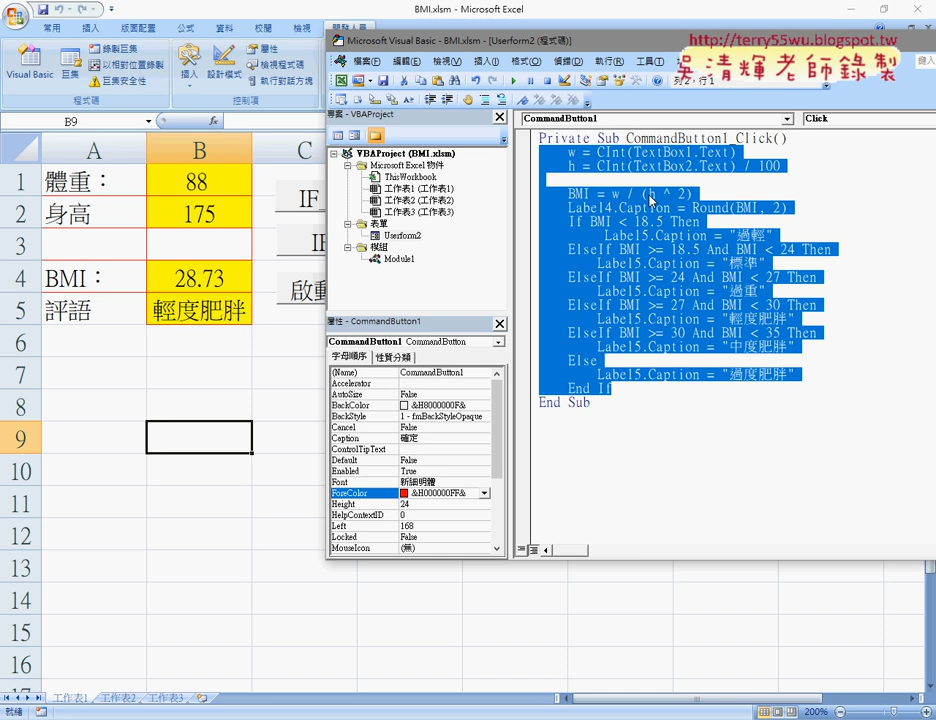 BMI.xlsm - Microsoft Excel
常用 插入 版面配置 公式 資料 校閱 檢視 開發人員
Visual Basic
巨集
錄製巨集
以相對位置錄製
巨集安全性
程式碼
插入
設計模式
屬性
檢視程式碼
執行對話方塊
控制項
B9
fx
A B C
1 體重： 88
2 身高 175
3
4 BMI： 28.73
5 評語 輕度肥胖
6
7
8
9
10
11
12
13
14
15
16
17
IF
啟動
工作表1 工作表2 工作表3
就緒
200%
Microsoft Visual Basic - BMI.xlsm - [Userform2 (程式碼)]
http://terry55wu.blogspot.tw
吳清輝老師錄製
檔案(F) 編輯(E) 檢視(V) 插入(I) 格式(O) 偵錯(D) 執行(R) 工具(T)
第2行, 第1行
專案 - VBAProject
VBAProject (BMI.xlsm)
Microsoft Excel 物件
ThisWorkbook
工作表1 (工作表1)
工作表2 (工作表2)
工作表3 (工作表3)
表單
Userform2
模組
Module1
屬性 - CommandButton1
CommandButton1 CommandButton
字母順序 性質分類
(Name) CommandButton1
Accelerator
AutoSize False
BackColor &H8000000F&
BackStyle 1 - fmBackStyleOpaque
Cancel False
Caption 確定
ControlTipText
Default False
Enabled True
Font 新細明體
ForeColor &H000000FF&
Height 24
HelpContextID 0
Left 168
Locked False
MouseIcon (無)
CommandButton1 Click
Private Sub CommandButton1_Click()
w = CInt(TextBox1.Text)
h = CInt(TextBox2.Text) / 100
BMI = w / (h ^ 2)
Label4.Caption = Round(BMI, 2)
If BMI < 18.5 Then
Label5.Caption = "過輕"
ElseIf BMI >= 18.5 And BMI < 24 Then
Label5.Caption = "標準"
ElseIf BMI >= 24 And BMI < 27 Then
Label5.Caption = "過重"
ElseIf BMI >= 27 And BMI < 30 Then
Label5.Caption = "輕度肥胖"
ElseIf BMI >= 30 And BMI < 35 Then
Label5.Caption = "中度肥胖"
Else
Label5.Caption = "過度肥胖"
End If
End Sub